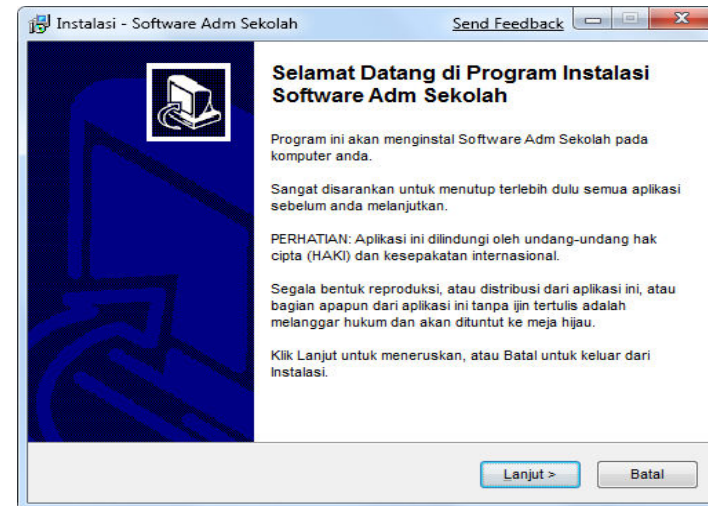 Instalasi - Software Adm Sekolah
Send Feedback
Selamat Datang di Program Instalasi
Software Adm Sekolah
Program ini akan menginstal Software Adm Sekolah pada
komputer anda.
Sangat disarankan untuk menutup terlebih dulu semua aplikasi
sebelum anda melanjutkan.
PERHATIAN: Aplikasi ini dilindungi oleh undang-undang hak
cipta (HAKI) dan kesepakatan internasional.
Segala bentuk reproduksi, atau distribusi dari aplikasi ini, atau
bagian apapun dari aplikasi ini tanpa ijin tertulis adalah
melanggar hukum dan akan dituntut ke meja hijau.
Klik Lanjut untuk meneruskan, atau Batal untuk keluar dari
Instalasi.
Lanjut >
Batal